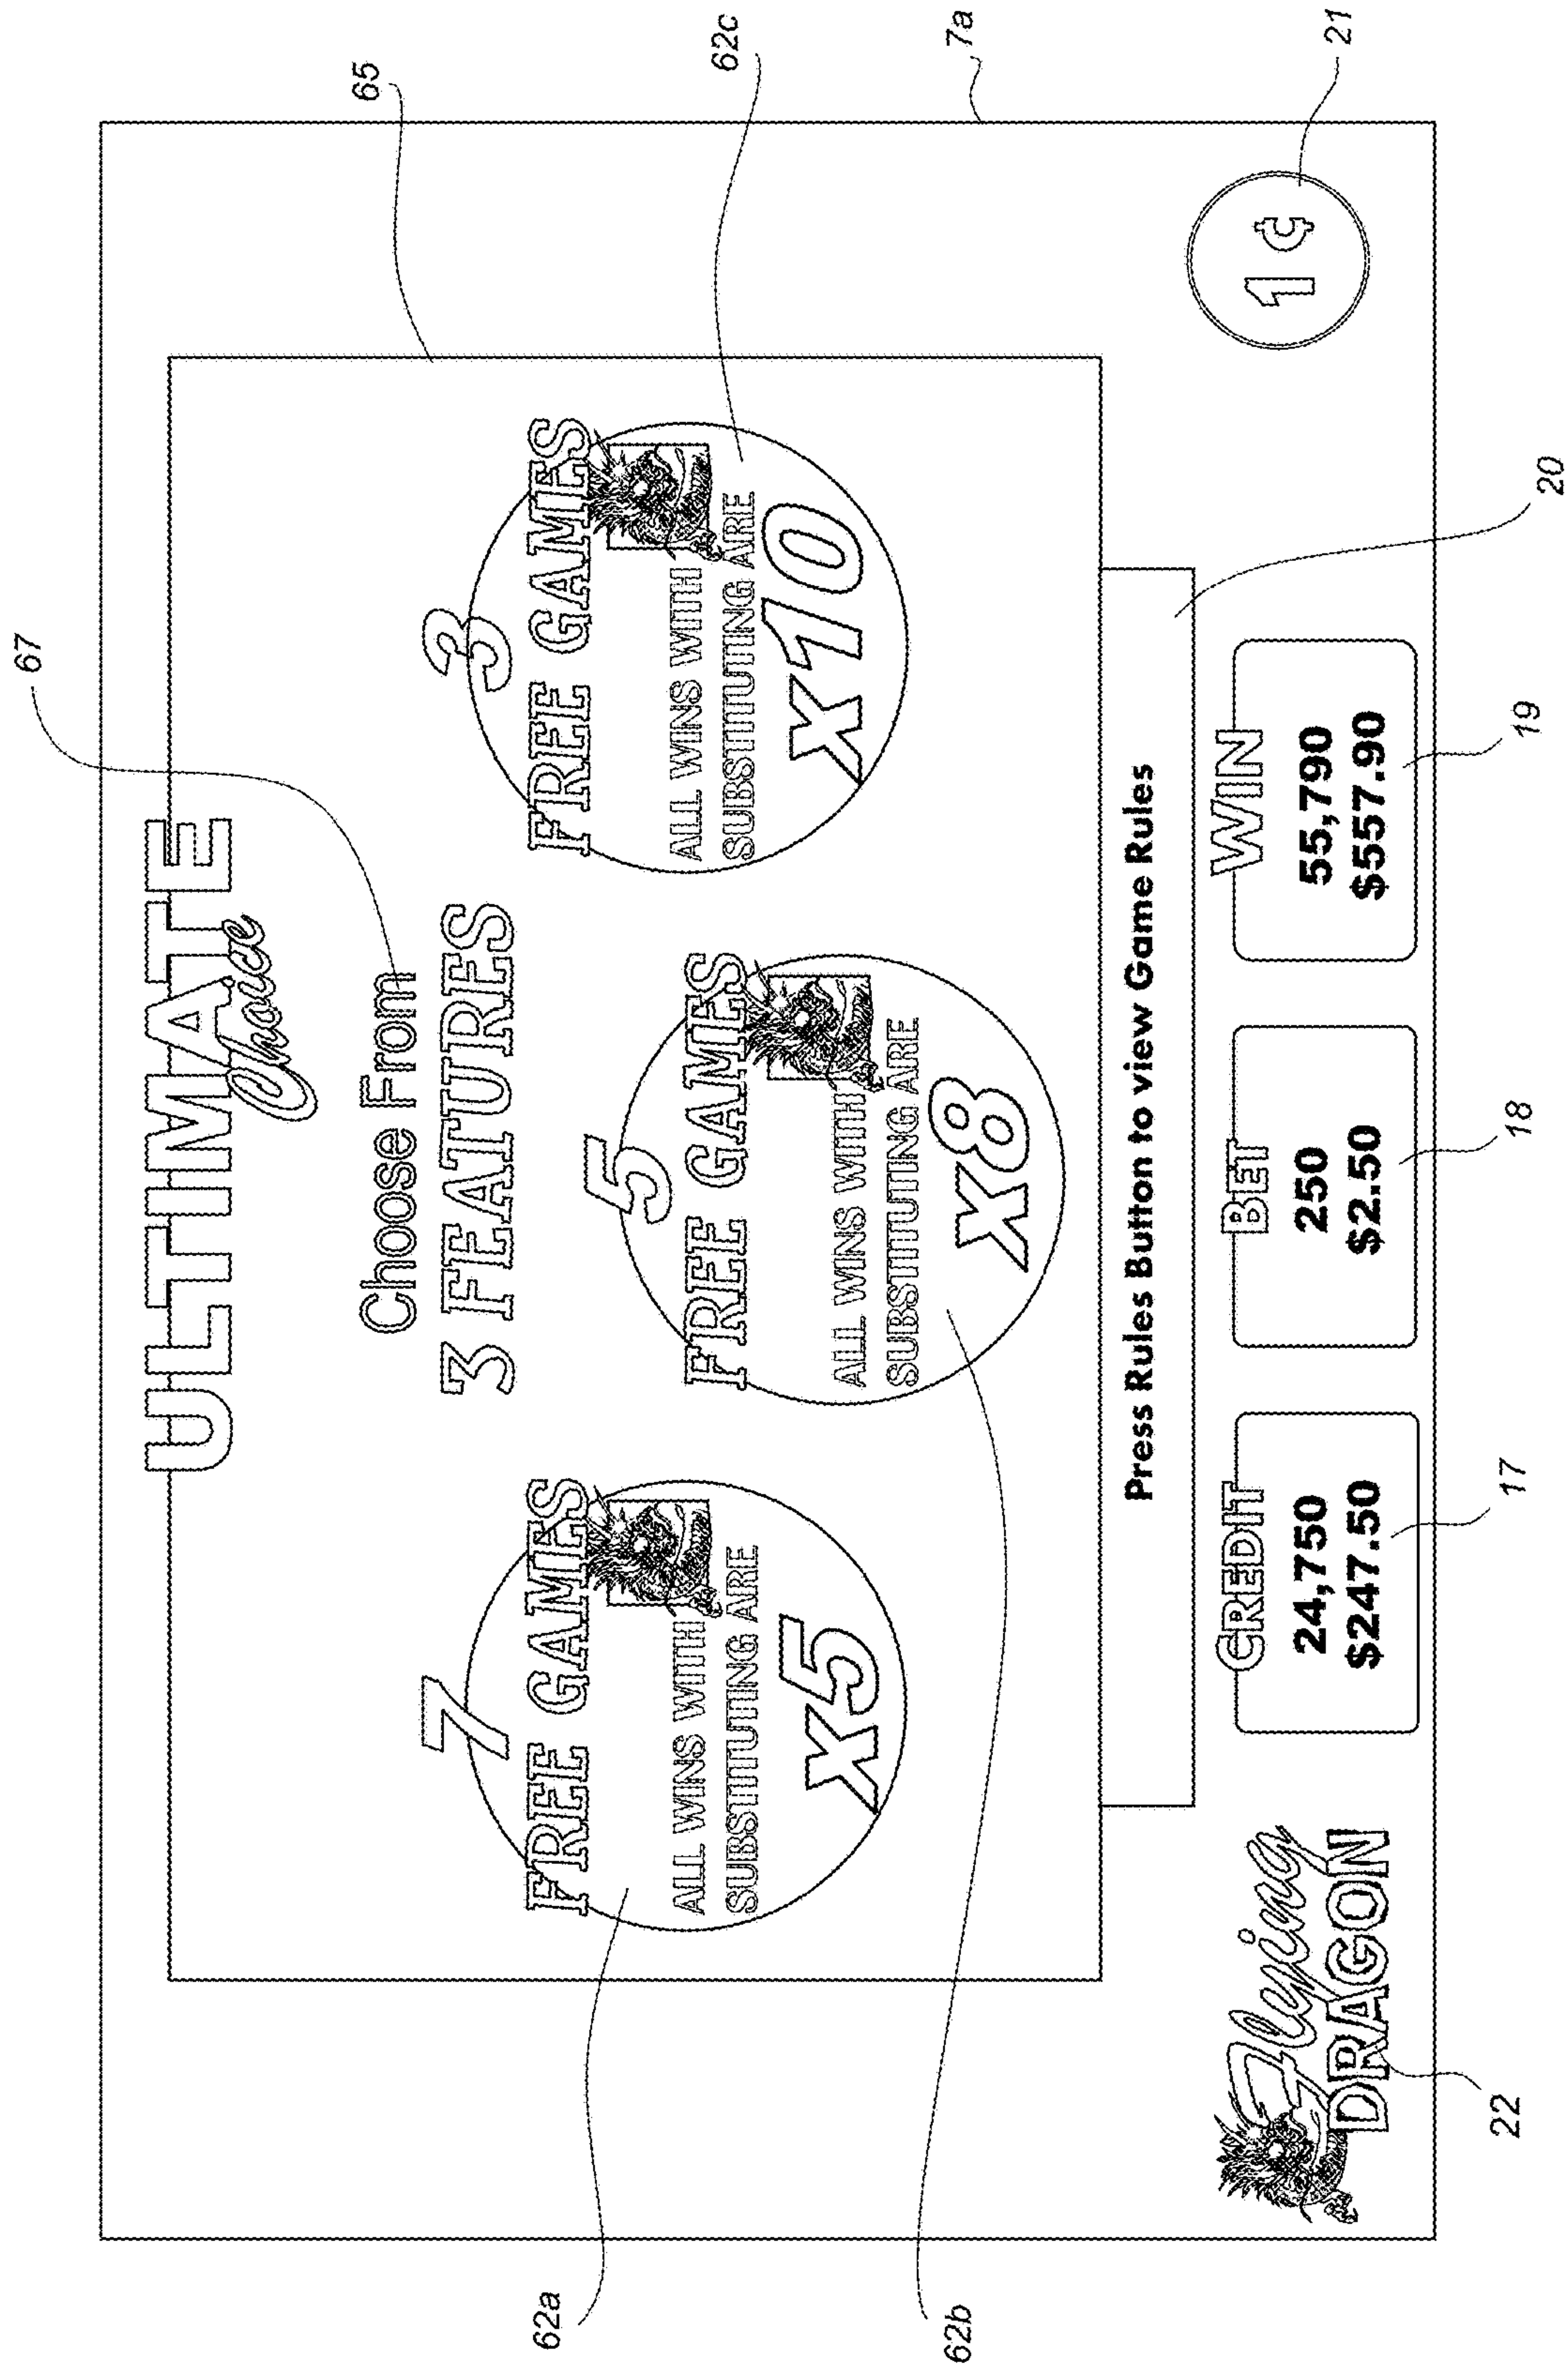 65
62c
7a
21
67
ULTIMATE
Choice
Choose From
3 FEATURES
7
FREE GAMES
ALL WINS WITH
SUBSTITUTING ARE
x5
5
FREE GAMES
ALL WINS WITH
SUBSTITUTING ARE
x8
3
FREE GAMES
ALL WINS WITH
SUBSTITUTING ARE
x10
Press Rules Button to view Game Rules
Flying
DRAGON
CREDIT
24,750
$247.50
BET
250
$2.50
WIN
55,790
$557.90
1¢
62a
62b
22
17
18
19
20